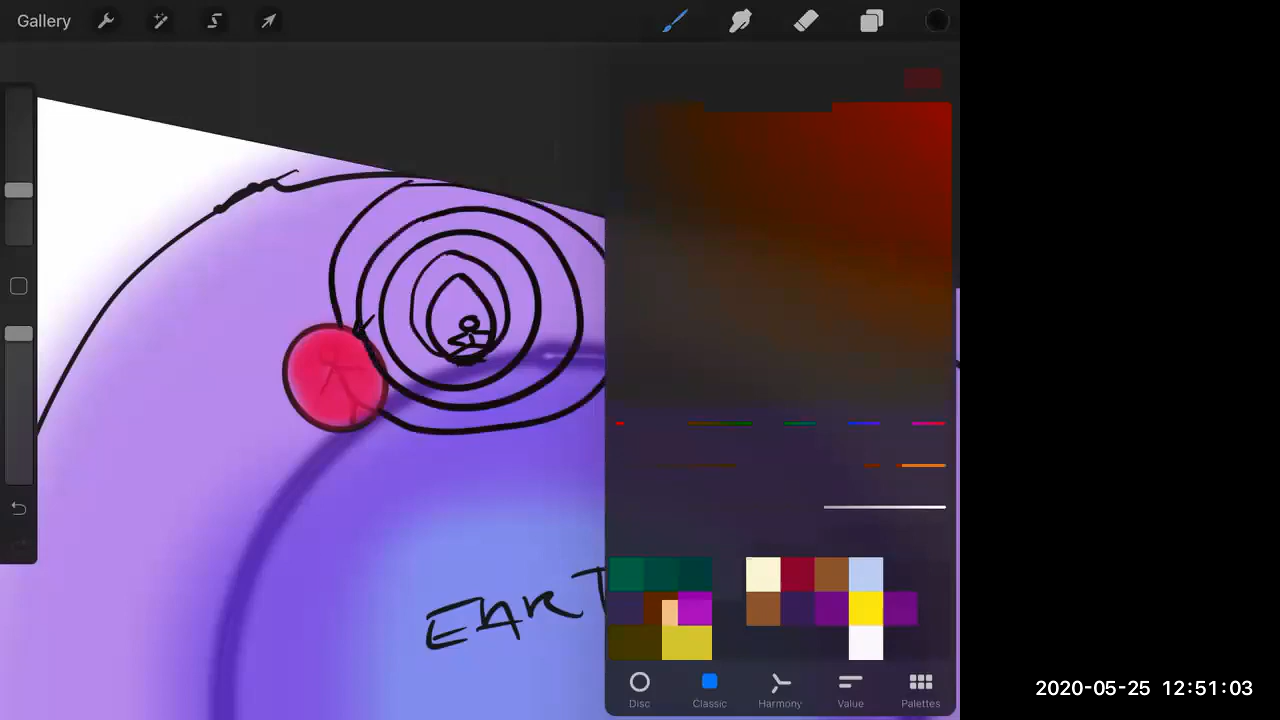 Gallery
EART
Disc
Classic
Harmony
Value
Palettes
2020-05-25 12:51:03